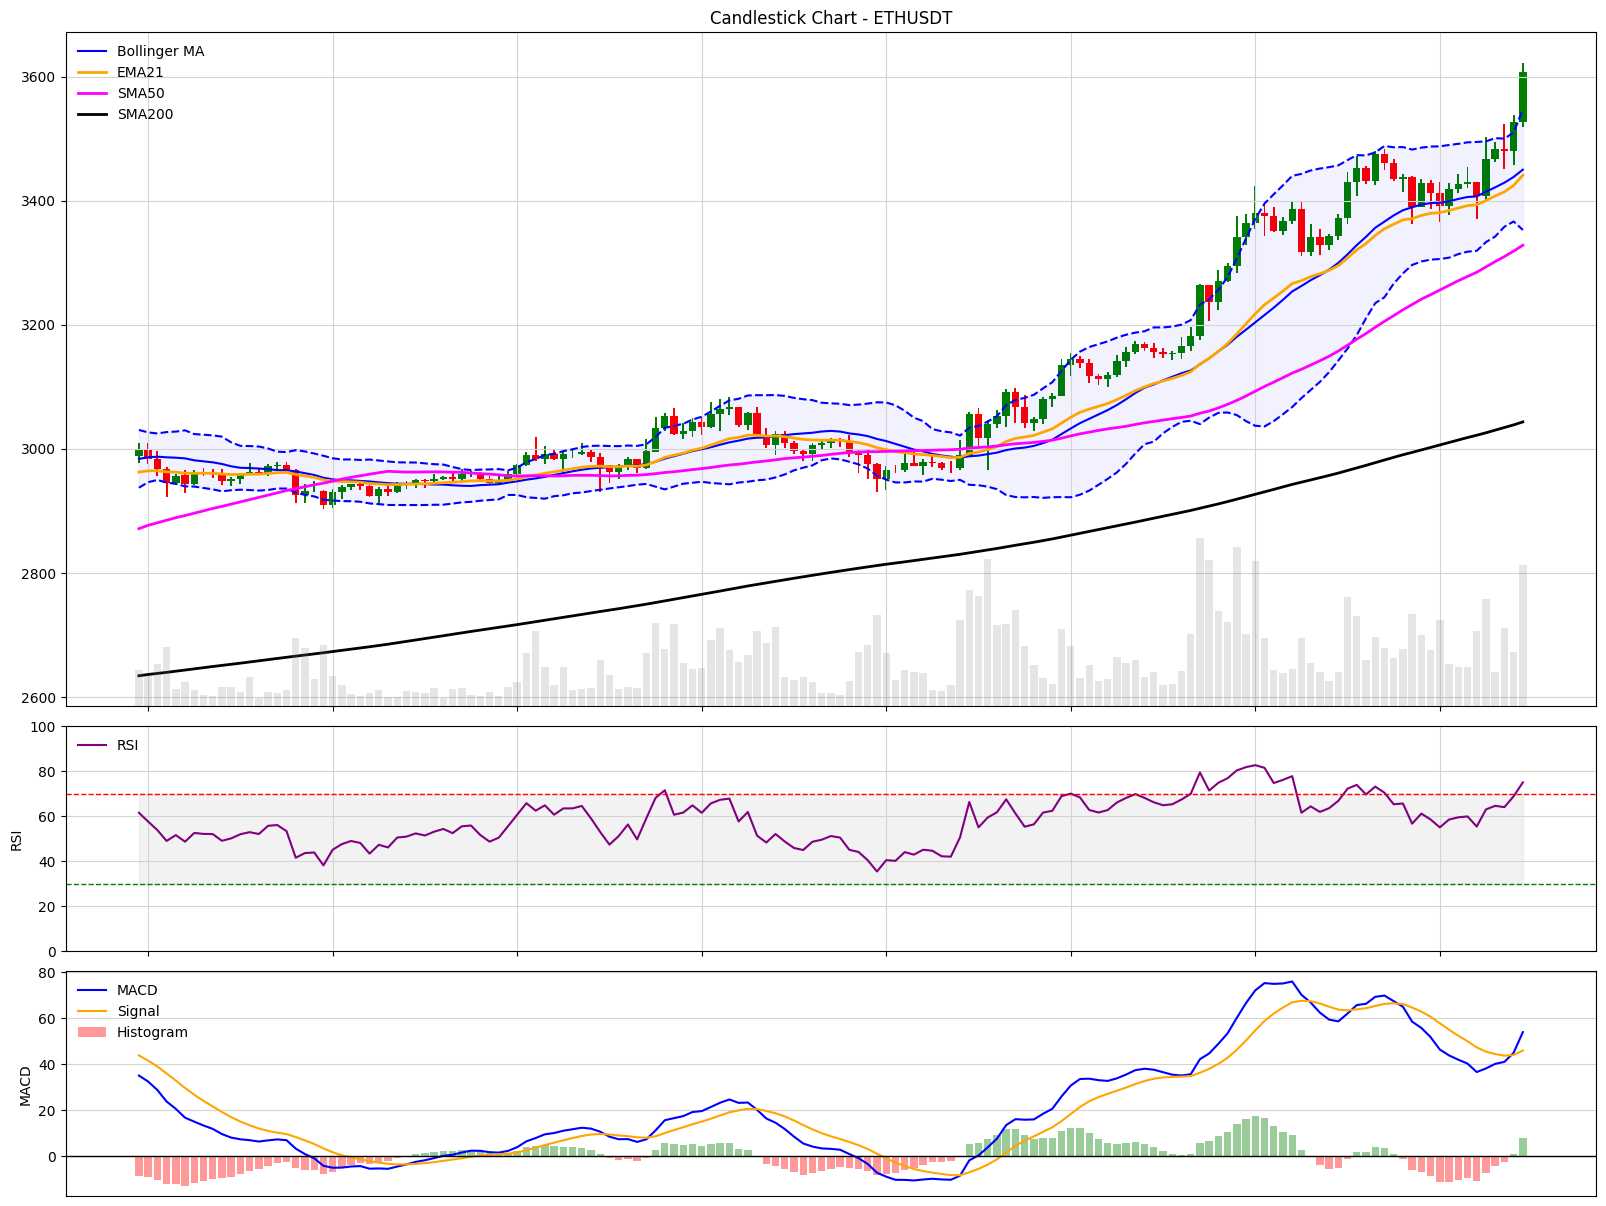 Candlestick Chart - ETHUSDT
Bollinger MA
EMA21
SMA50
SMA200
3600
3400
3200
3000
2800
2600
RSI
100
80
60
40
20
0
RSI
MACD
Signal
Histogram
80
60
40
20
0
MACD